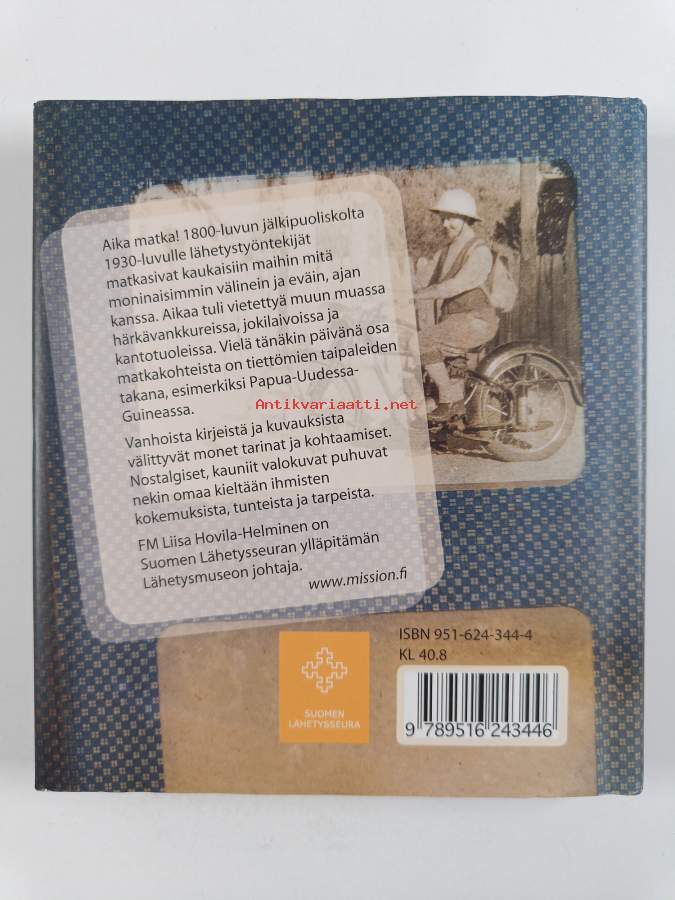 Aika matka! 1800-luvun jälkipuoliskolta
1930-luvulle lähetystyöntekijät
matkasivat kaukaisiin maihin mitä
moninaisimmin välinein ja eväin, ajan
kanssa. Aikaa tuli vietettyä muun muassa
härkävankkureissa, jokilaivoissa ja
kantotuoleissa. Vielä tänäkin päivänä osa
matkakohteista on tiettömien taipaleiden
takana, esimerkiksi Papua-Uudessa-
Guineassa.
Antikvariaatti.net
Vanhoista kirjeistä ja kuvauksista
välittyvät monet tarinat ja kohtaamiset.
Nostalgiset, kauniit valokuvat puhuvat
nekin omaa kieltään ihmisten
kokemuksista, tunteista ja tarpeista.
FM Liisa Hovila-Helminen on
Suomen Lähetysseuran ylläpitämän
Lähetysmuseon johtaja.
www.mission.fi
SUOMEN
LÄHETYSSEURA
ISBN 951-624-344-4
KL 40.8
9 789516 243446